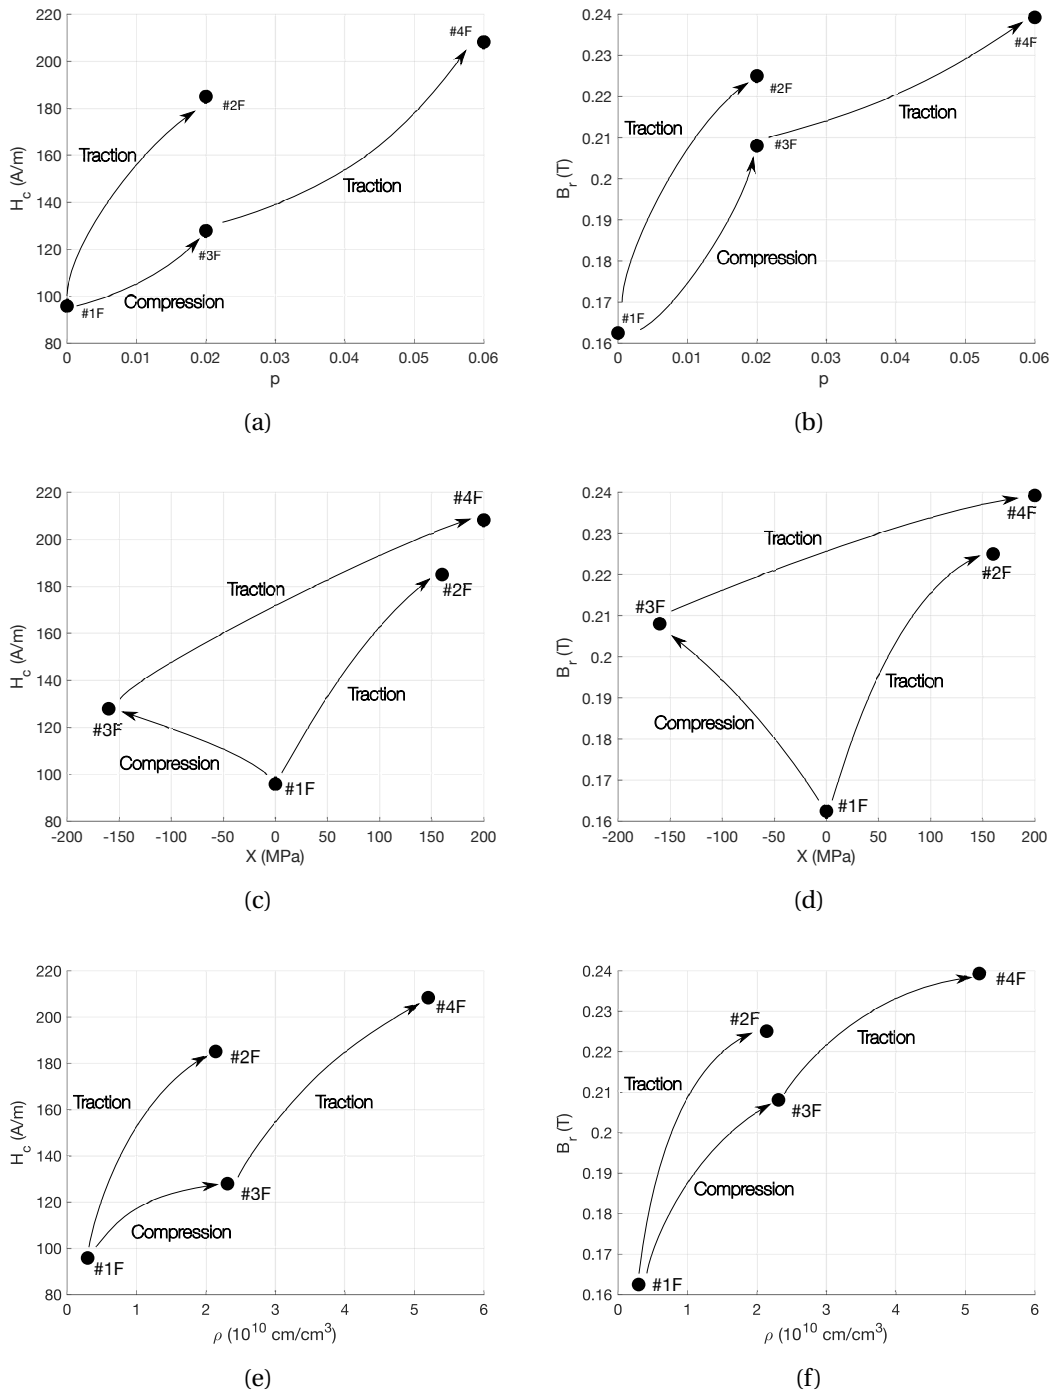 220
200
180
160
140
120
100
80
H_c (A/m)
0 0.01 0.02 0.03 0.04 0.05 0.06
p
#1F
#2F
#3F
#4F
Traction
Traction
Compression
(a)
0.24
0.23
0.22
0.21
0.2
0.19
0.18
0.17
0.16
B_r (T)
0 0.01 0.02 0.03 0.04 0.05 0.06
p
#1F
#2F
#3F
#4F
Traction
Traction
Compression
(b)
220
200
180
160
140
120
100
80
H_c (A/m)
-200 -150 -100 -50 0 50 100 150 200
X (MPa)
#4F
#2F
#3F
#1F
Traction
Traction
Compression
(c)
0.24
0.23
0.22
0.21
0.2
0.19
0.18
0.17
0.16
B_r (T)
-200 -150 -100 -50 0 50 100 150 200
X (MPa)
#4F
#2F
#3F
#1F
Traction
Traction
Compression
(d)
220
200
180
160
140
120
100
80
H_c (A/m)
0 1 2 3 4 5 6
ρ (10^10 cm/cm^3)
#4F
#2F
#3F
#1F
Traction
Traction
Compression
(e)
0.24
0.23
0.22
0.21
0.2
0.19
0.18
0.17
0.16
B_r (T)
0 1 2 3 4 5 6
ρ (10^10 cm/cm^3)
#4F
#2F
#3F
#1F
Traction
Traction
Compression
(f)